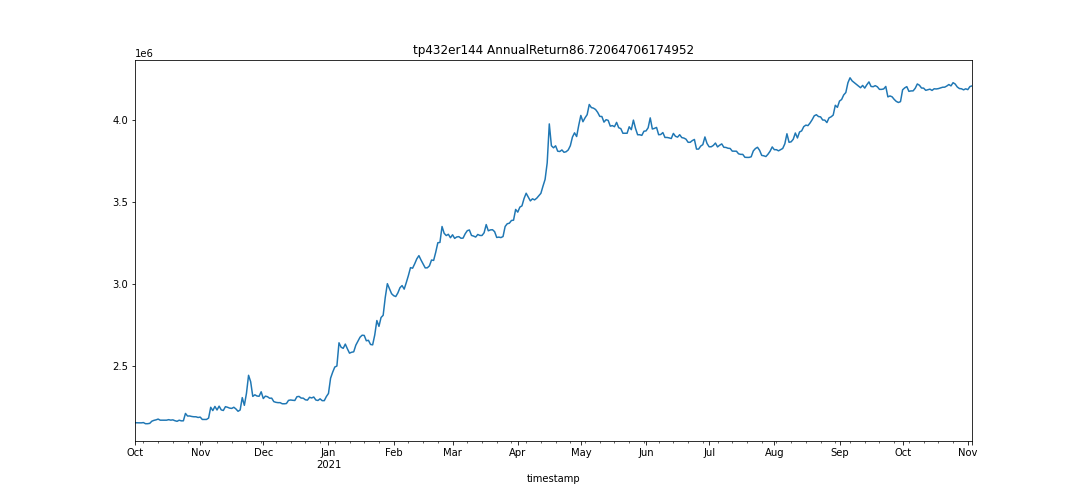 tp432er144 AnnualReturn86.72064706174952
1e6
4.0
3.5
3.0
2.5
Oct Nov Dec Jan Feb Mar Apr May Jun Jul Aug Sep Oct Nov
2021
timestamp